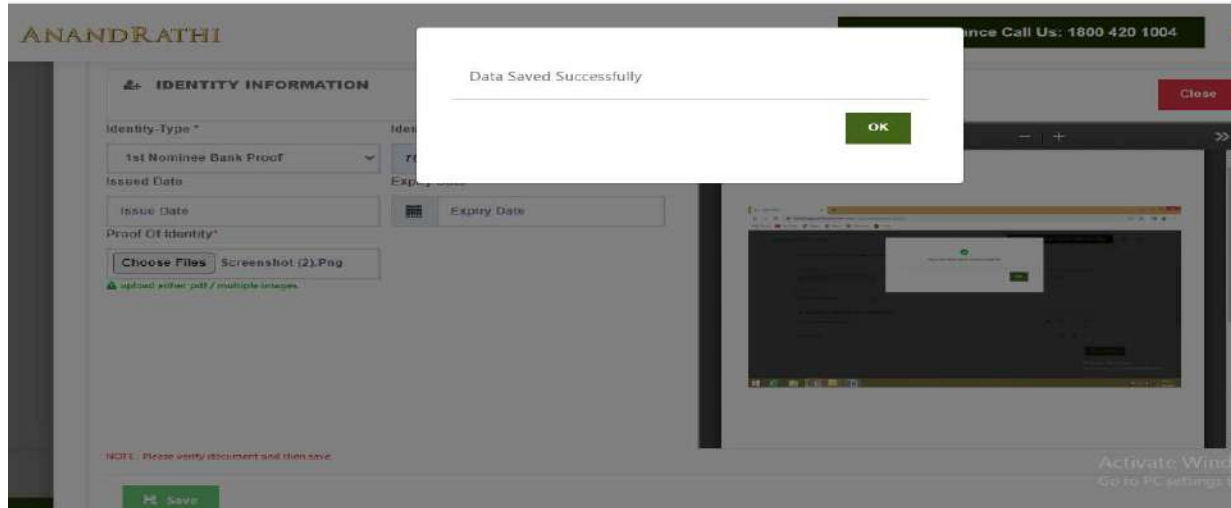 ANANDRATHI
nce Call Us: 1800 420 1004
Data Saved Successfully
OK
IDENTITY INFORMATION
Close
Identity-Type *
1st Nominee Bank Proof
Issued Date
Issue Date
Expiry Date
Proof Of Identity*
Choose Files Screenshot (2).Png
upload either pdf / multiple images
NOTE : Please verify document and then save
Save
Activate Wind
Go to PC settings t